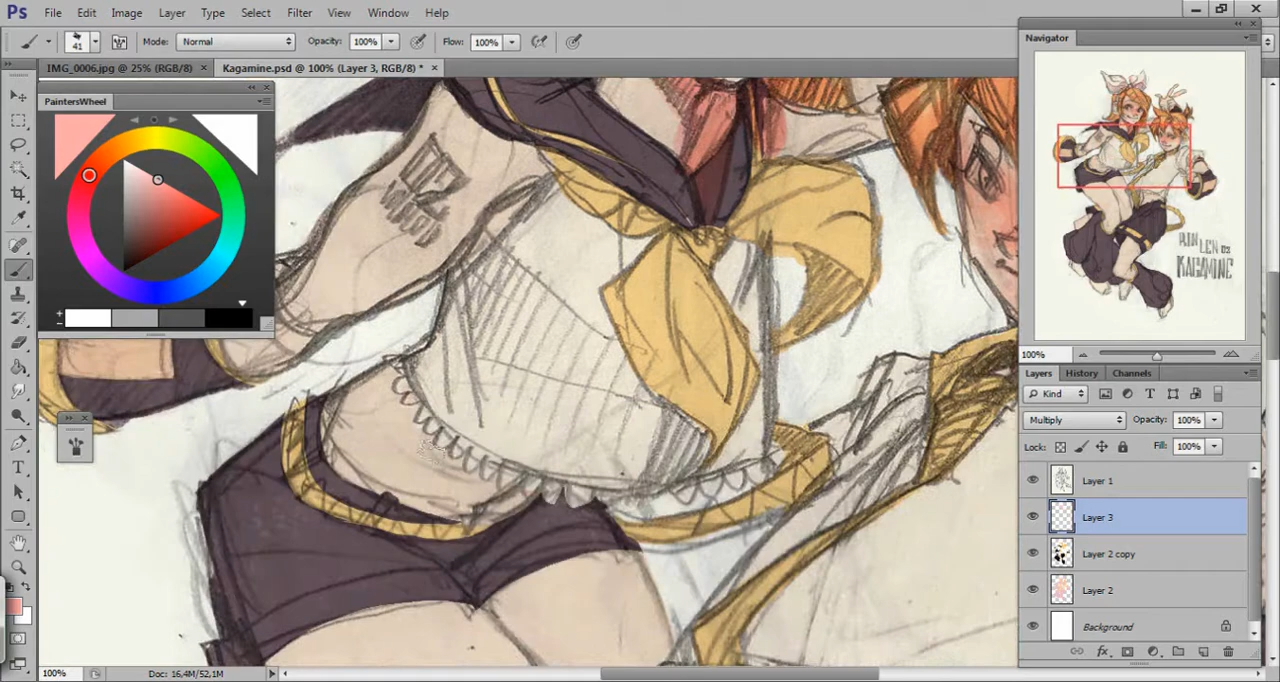 Ps File Edit Image Layer Type Select Filter View Window Help
41 Mode: Normal Opacity: 100% Flow: 100%
IMG_0006.jpg @ 25% (RGB/8) × Kagamine.psd @ 100% (Layer 3, RGB/8) * ×
PaintersWheel
Navigator
02
RIN LEN 02
KAGAMINE
100%
Layers History Channels
Kind
Multiply Opacity: 100%
Lock: Fill: 100%
Layer 1
Layer 3
Layer 2 copy
Layer 2
Background
fx
100% Doc: 16,4M/52,1M